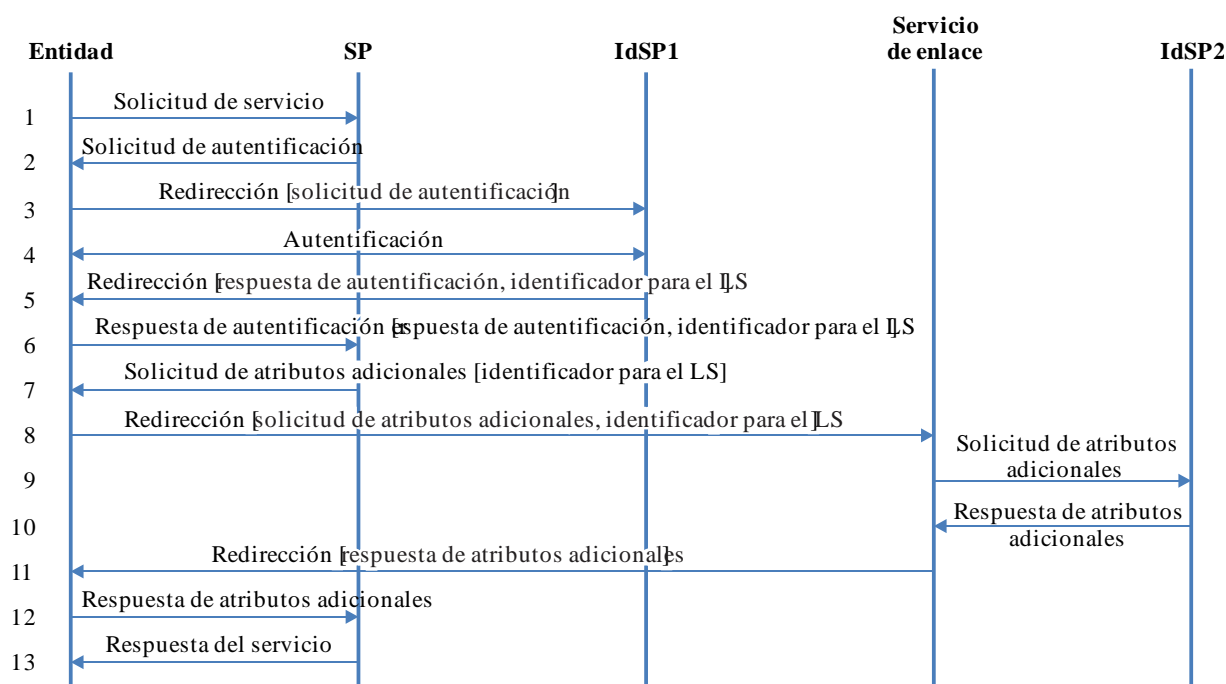 Entidad
SP
IdSP1
Servicio
de enlace
IdSP2
1
Solicitud de servicio
2
Solicitud de autentificación
3
Redirección [solicitud de autentificación]
4
Autentificación
5
Redirección [respuesta de autentificación, identificador para el LS]
6
Respuesta de autentificación [respuesta de autentificación, identificador para el LS]
7
Solicitud de atributos adicionales [identificador para el LS]
8
Redirección [solicitud de atributos adicionales, identificador para el LS]
9
Solicitud de atributos
adicionales
10
Respuesta de atributos
adicionales
11
Redirección [respuesta de atributos adicionales]
12
Respuesta de atributos adicionales
13
Respuesta del servicio